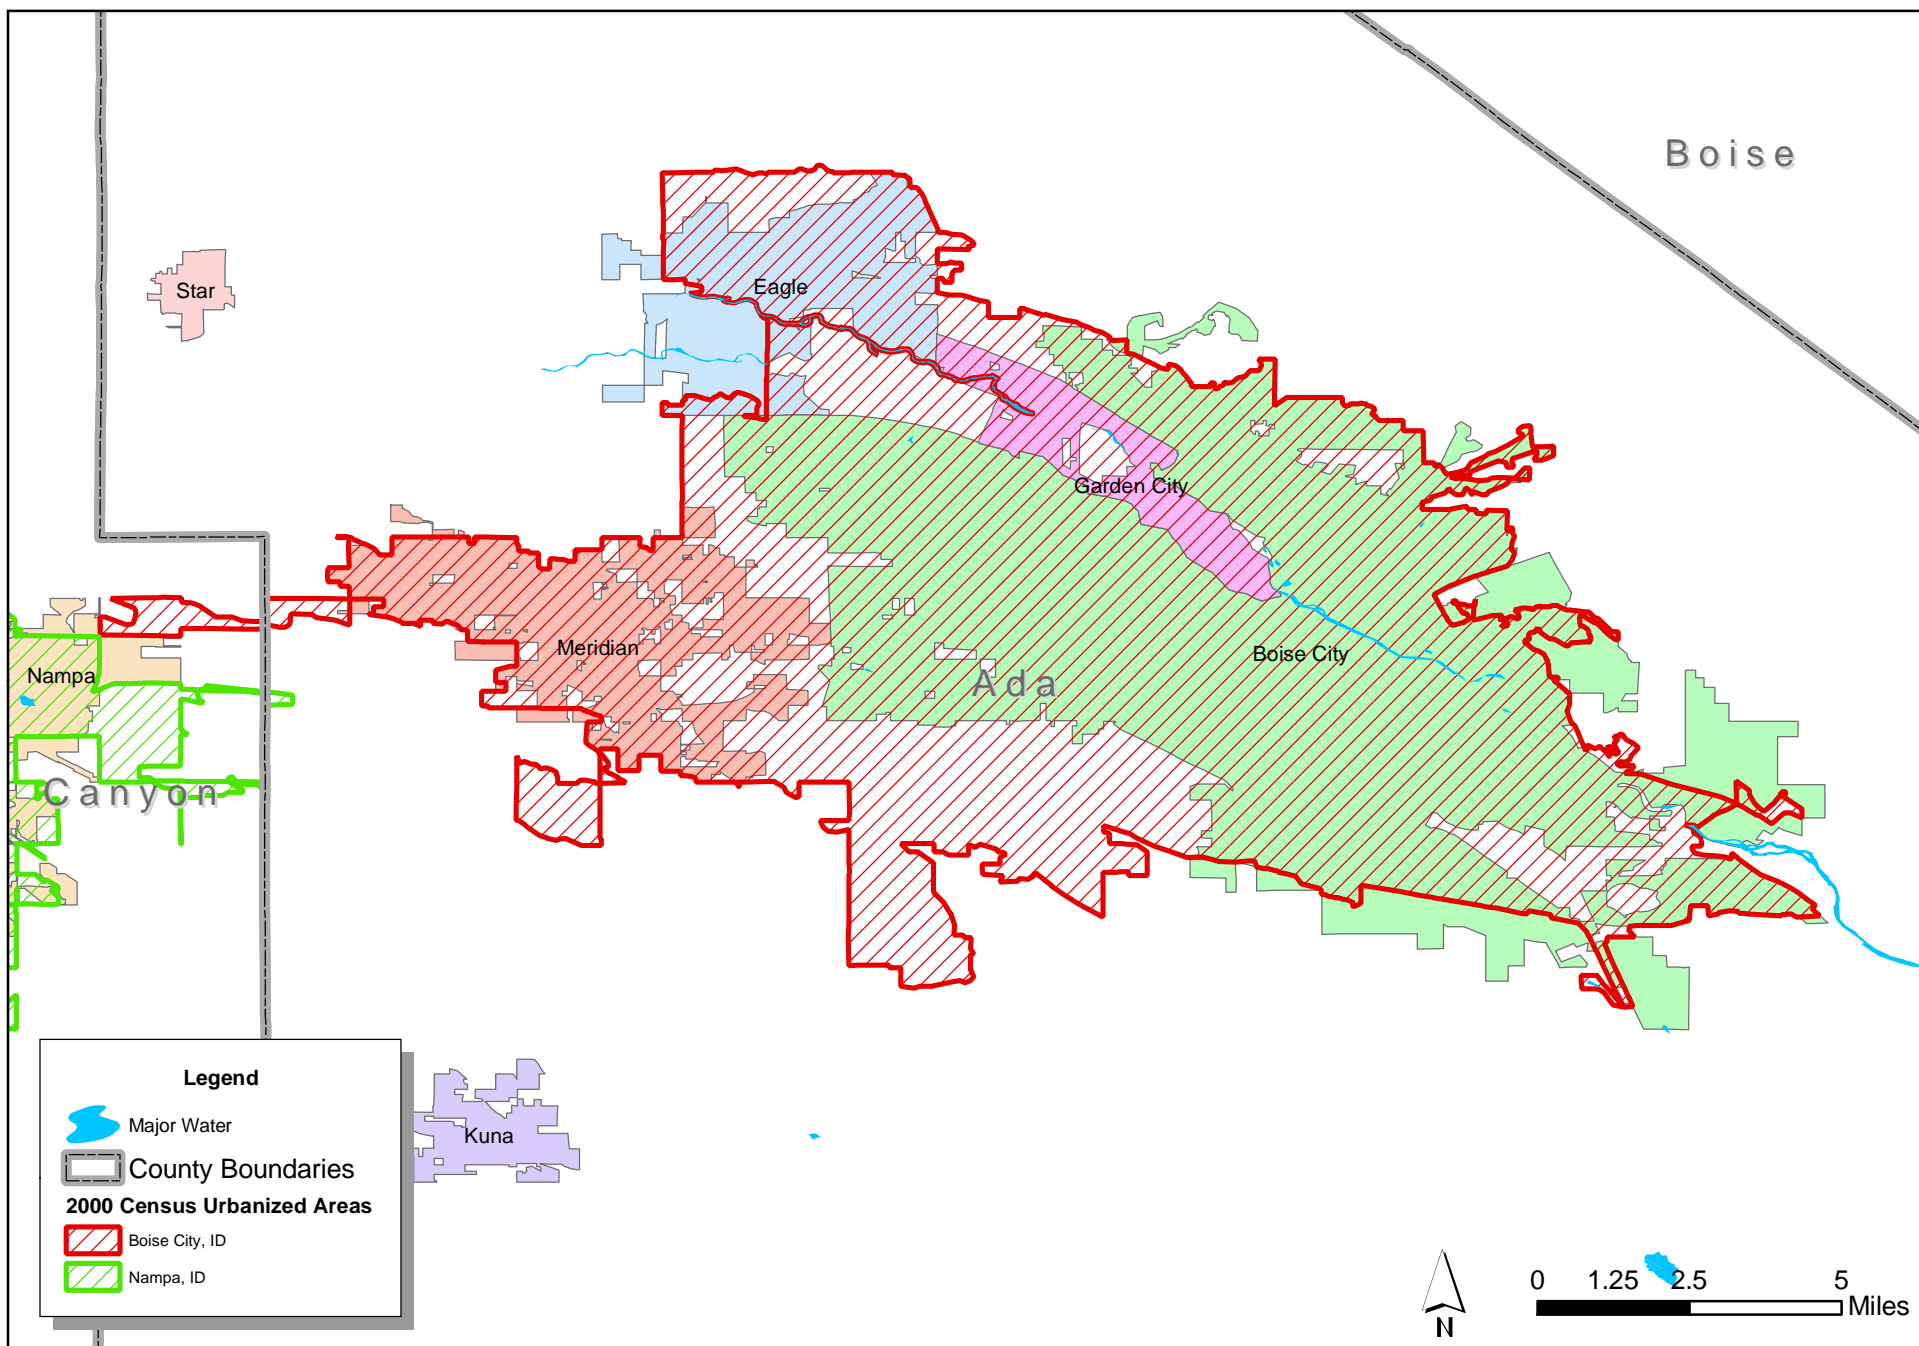 Boise
Star
Eagle
Garden City
Meridian
Boise City
Nampa
Ada
Canyon
Kuna
Legend
Major Water
County Boundaries
2000 Census Urbanized Areas
Boise City, ID
Nampa, ID
0 1.25 2.5 5
Miles
N